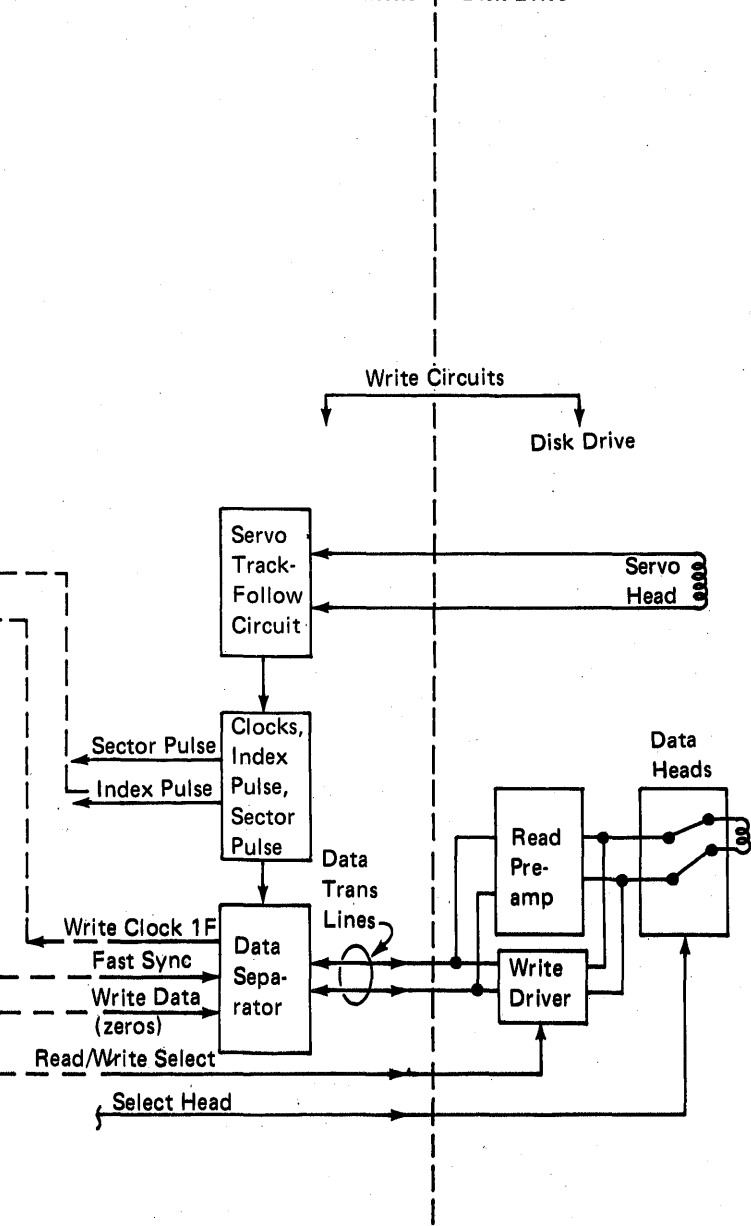 Write Circuits
Disk Drive
Servo
Track-
Follow
Circuit
Servo
Head
Clocks,
Index
Pulse,
Sector
Pulse
Sector Pulse
Index Pulse
Data
Heads
Read
Pre-
amp
Data
Trans
Lines
Write Clock 1F
Fast Sync
Write Data
(zeros)
Data
Sepa-
rator
Write
Driver
Read/Write Select
Select Head